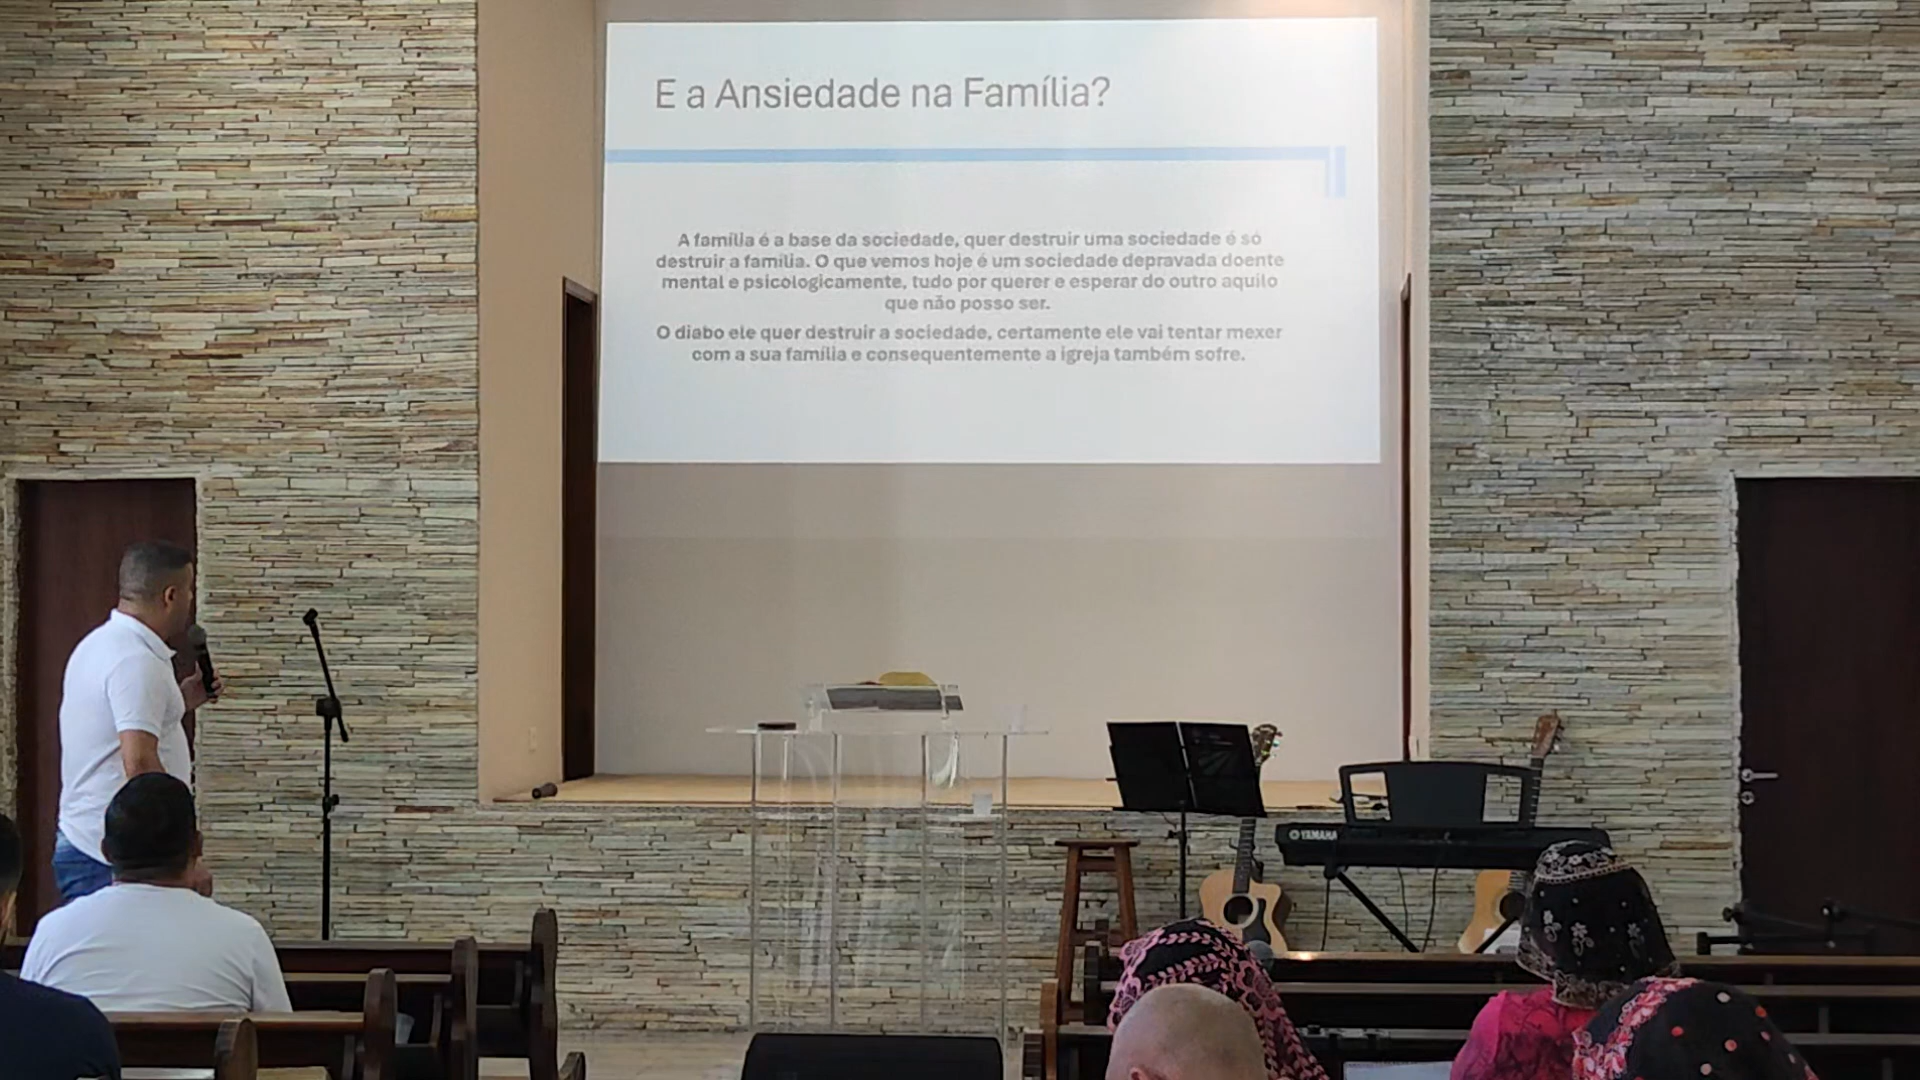 E a Ansiedade na Família?
A família é a base da sociedade, quer destruir uma sociedade é só
destruir a família. O que vemos hoje é um sociedade depravada doente
mental e psicologicamente, tudo por querer e esperar do outro aquilo
que não posso ser.
O diabo ele quer destruir a sociedade, certamente ele vai tentar mexer
com a sua família e consequentemente a igreja também sofre.
YAMAHA